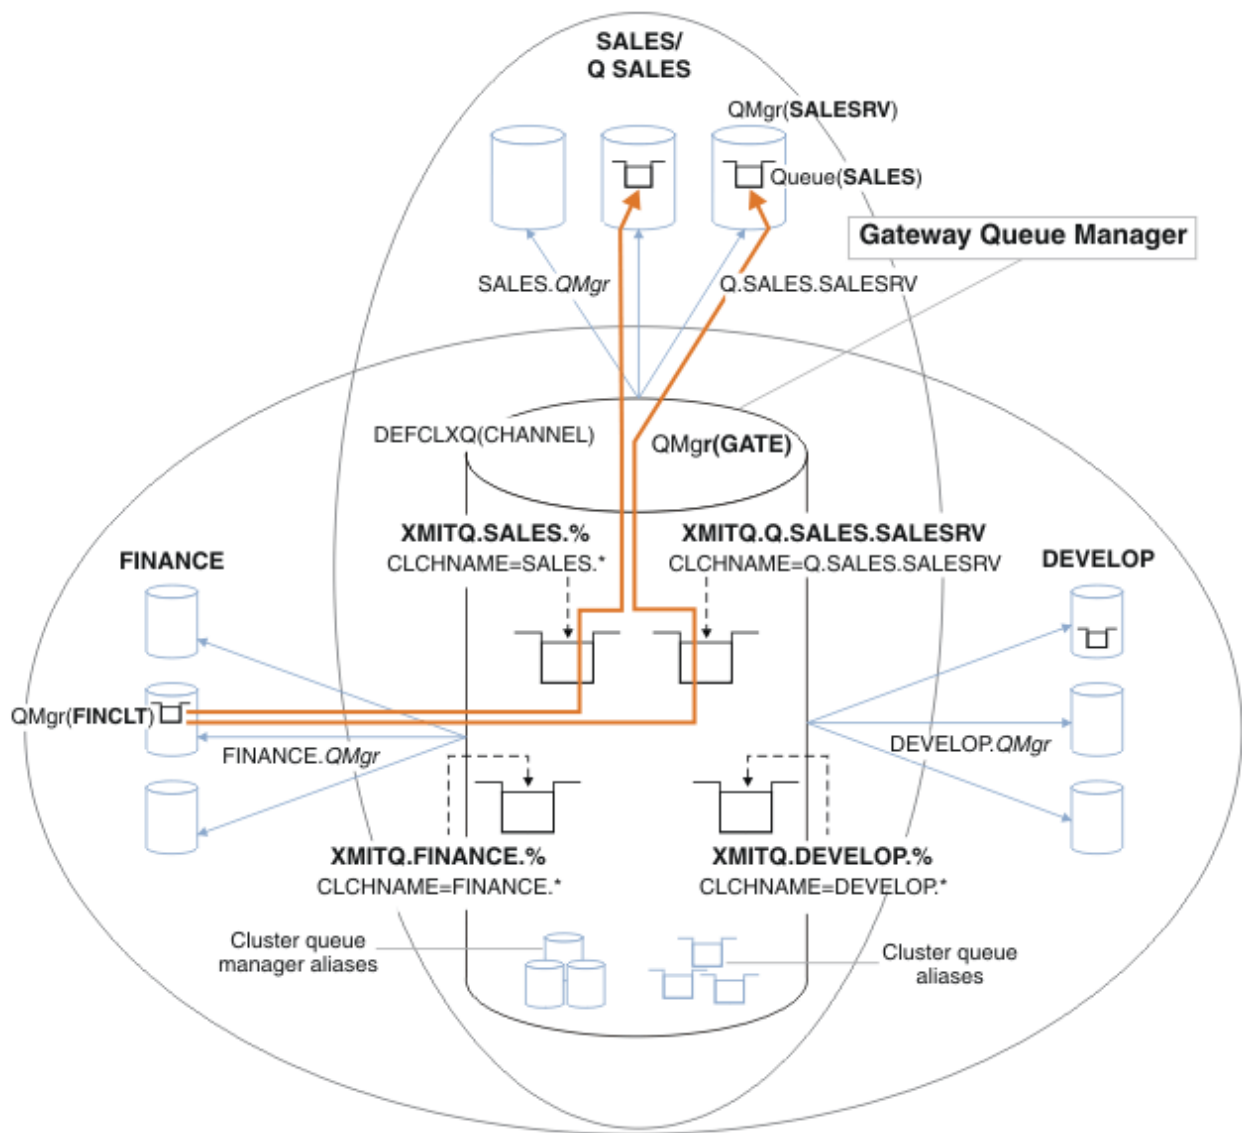 SALES/
Q SALES
QMgr(SALESRV)
Queue(SALES)
Gateway Queue Manager
SALES.QMgr
Q.SALES.SALESRV
DEFCLXQ(CHANNEL)
QMgr(GATE)
XMITQ.SALES.%
CLCHNAME=SALES.*
XMITQ.Q.SALES.SALESRV
CLCHNAME=Q.SALES.SALESRV
FINANCE
DEVELOP
QMgr(FINCLT)
FINANCE.QMgr
DEVELOP.QMgr
XMITQ.FINANCE.%
CLCHNAME=FINANCE.*
XMITQ.DEVELOP.%
CLCHNAME=DEVELOP.*
Cluster queue
manager aliases
Cluster queue
aliases